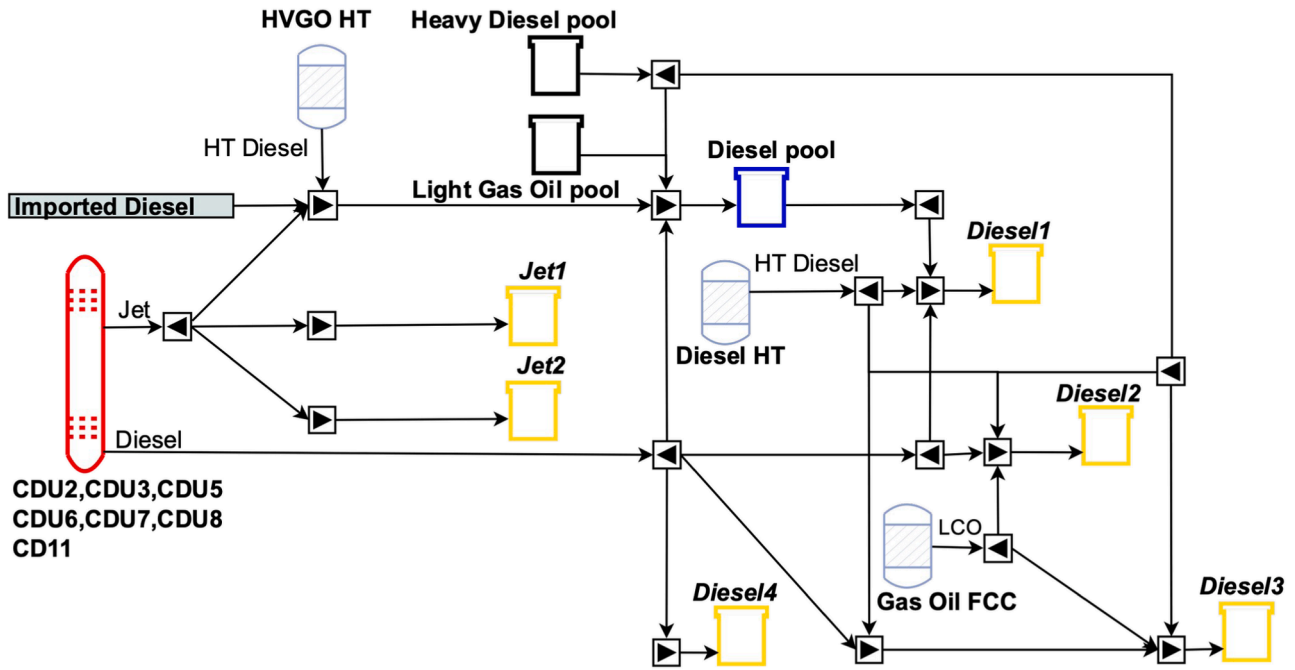 HVGO HT
Heavy Diesel pool
HT Diesel
Diesel pool
Light Gas Oil pool
Imported Diesel
Diesel1
HT Diesel
Jet1
Jet
Diesel HT
Jet2
Diesel2
Diesel
CDU2,CDU3,CDU5
CDU6,CDU7,CDU8
CD11
LCO
Gas Oil FCC
Diesel4
Diesel3